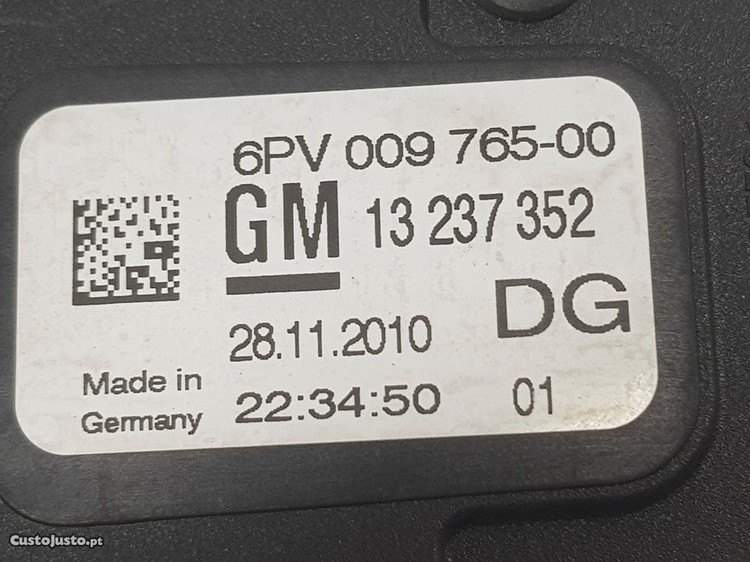 6PV 009 765-00
GM 13 237 352
DG
28.11.2010
Made in
Germany
22:34:50
01
CustoJusto.pt